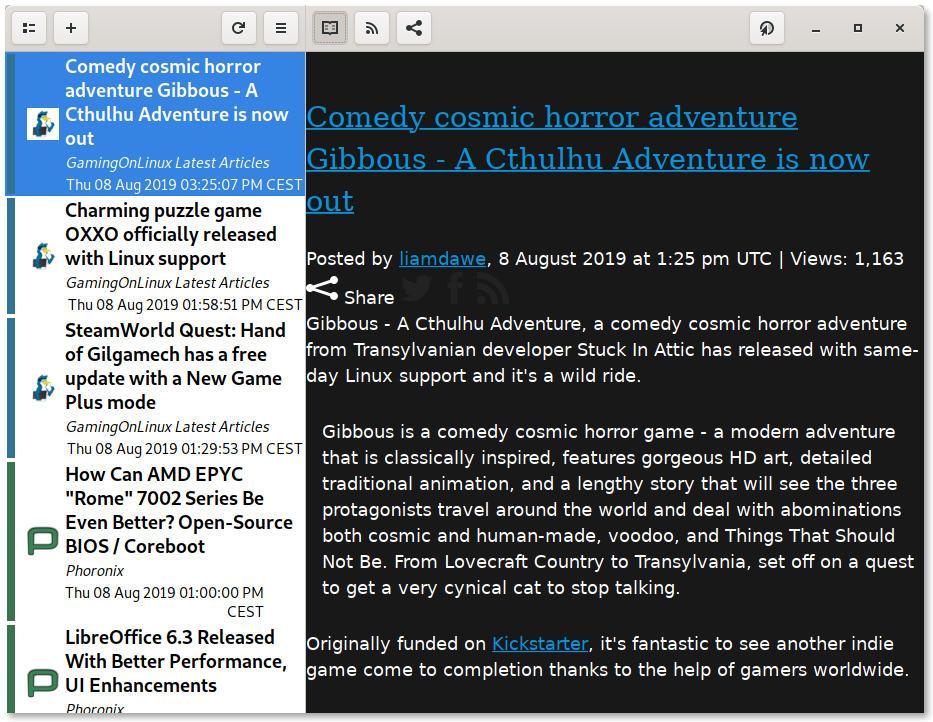 Comedy cosmic horror
adventure Gibbous - A
Cthulhu Adventure is now
out
GamingOnLinux Latest Articles
Thu 08 Aug 2019 03:25:07 PM CEST
Charming puzzle game
OXXO officially released
with Linux support
GamingOnLinux Latest Articles
Thu 08 Aug 2019 01:58:51 PM CEST
SteamWorld Quest: Hand
of Gilgamech has a free
update with a New Game
Plus mode
GamingOnLinux Latest Articles
Thu 08 Aug 2019 01:29:53 PM CEST
How Can AMD EPYC
"Rome" 7002 Series Be
Even Better? Open-Source
BIOS / Coreboot
Phoronix
Thu 08 Aug 2019 01:00:00 PM
CEST
LibreOffice 6.3 Released
With Better Performance,
UI Enhancements
Phoronix
Comedy cosmic horror adventure
Gibbous - A Cthulhu Adventure is now
out
Posted by liamdawe, 8 August 2019 at 1:25 pm UTC | Views: 1,163
Share
Gibbous - A Cthulhu Adventure, a comedy cosmic horror adventure
from Transylvanian developer Stuck In Attic has released with same-
day Linux support and it's a wild ride.
Gibbous is a comedy cosmic horror game - a modern adventure
that is classically inspired, features gorgeous HD art, detailed
traditional animation, and a lengthy story that will see the three
protagonists travel around the world and deal with abominations
both cosmic and human-made, voodoo, and Things That Should
Not Be. From Lovecraft Country to Transylvania, set off on a quest
to get a very cynical cat to stop talking.
Originally funded on Kickstarter, it's fantastic to see another indie
game come to completion thanks to the help of gamers worldwide.